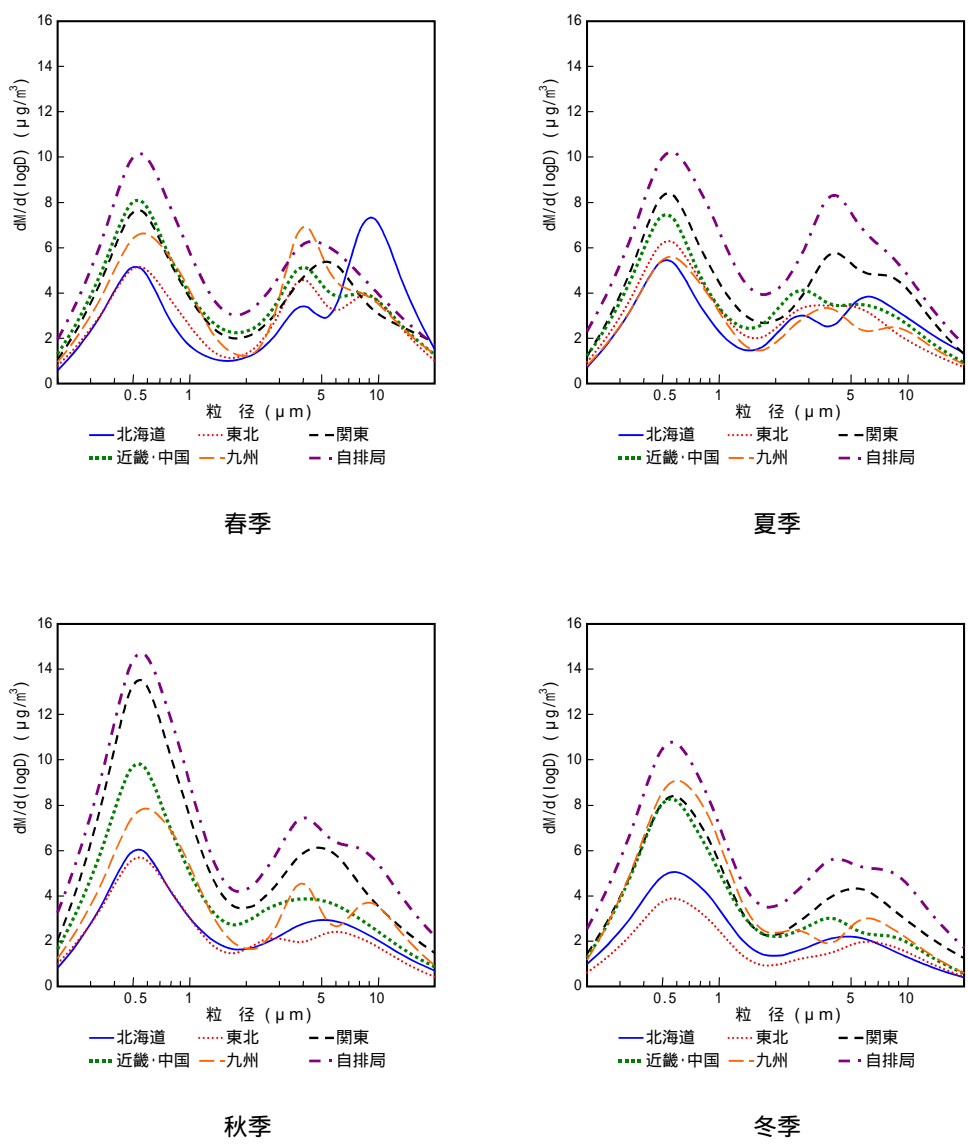 16
14
12
10
8
6
4
2
0
dM/d(logD) (μg/m³)
0.5 1 5 10
粒 径 (μm)
北海道 東北 関東
近畿・中国 九州 自排局
春季
16
14
12
10
8
6
4
2
0
dM/d(logD) (μg/m³)
0.5 1 5 10
粒 径 (μm)
北海道 東北 関東
近畿・中国 九州 自排局
夏季
16
14
12
10
8
6
4
2
0
dM/d(logD) (μg/m³)
0.5 1 5 10
粒 径 (μm)
北海道 東北 関東
近畿・中国 九州 自排局
秋季
16
14
12
10
8
6
4
2
0
dM/d(logD) (μg/m³)
0.5 1 5 10
粒 径 (μm)
北海道 東北 関東
近畿・中国 九州 自排局
冬季